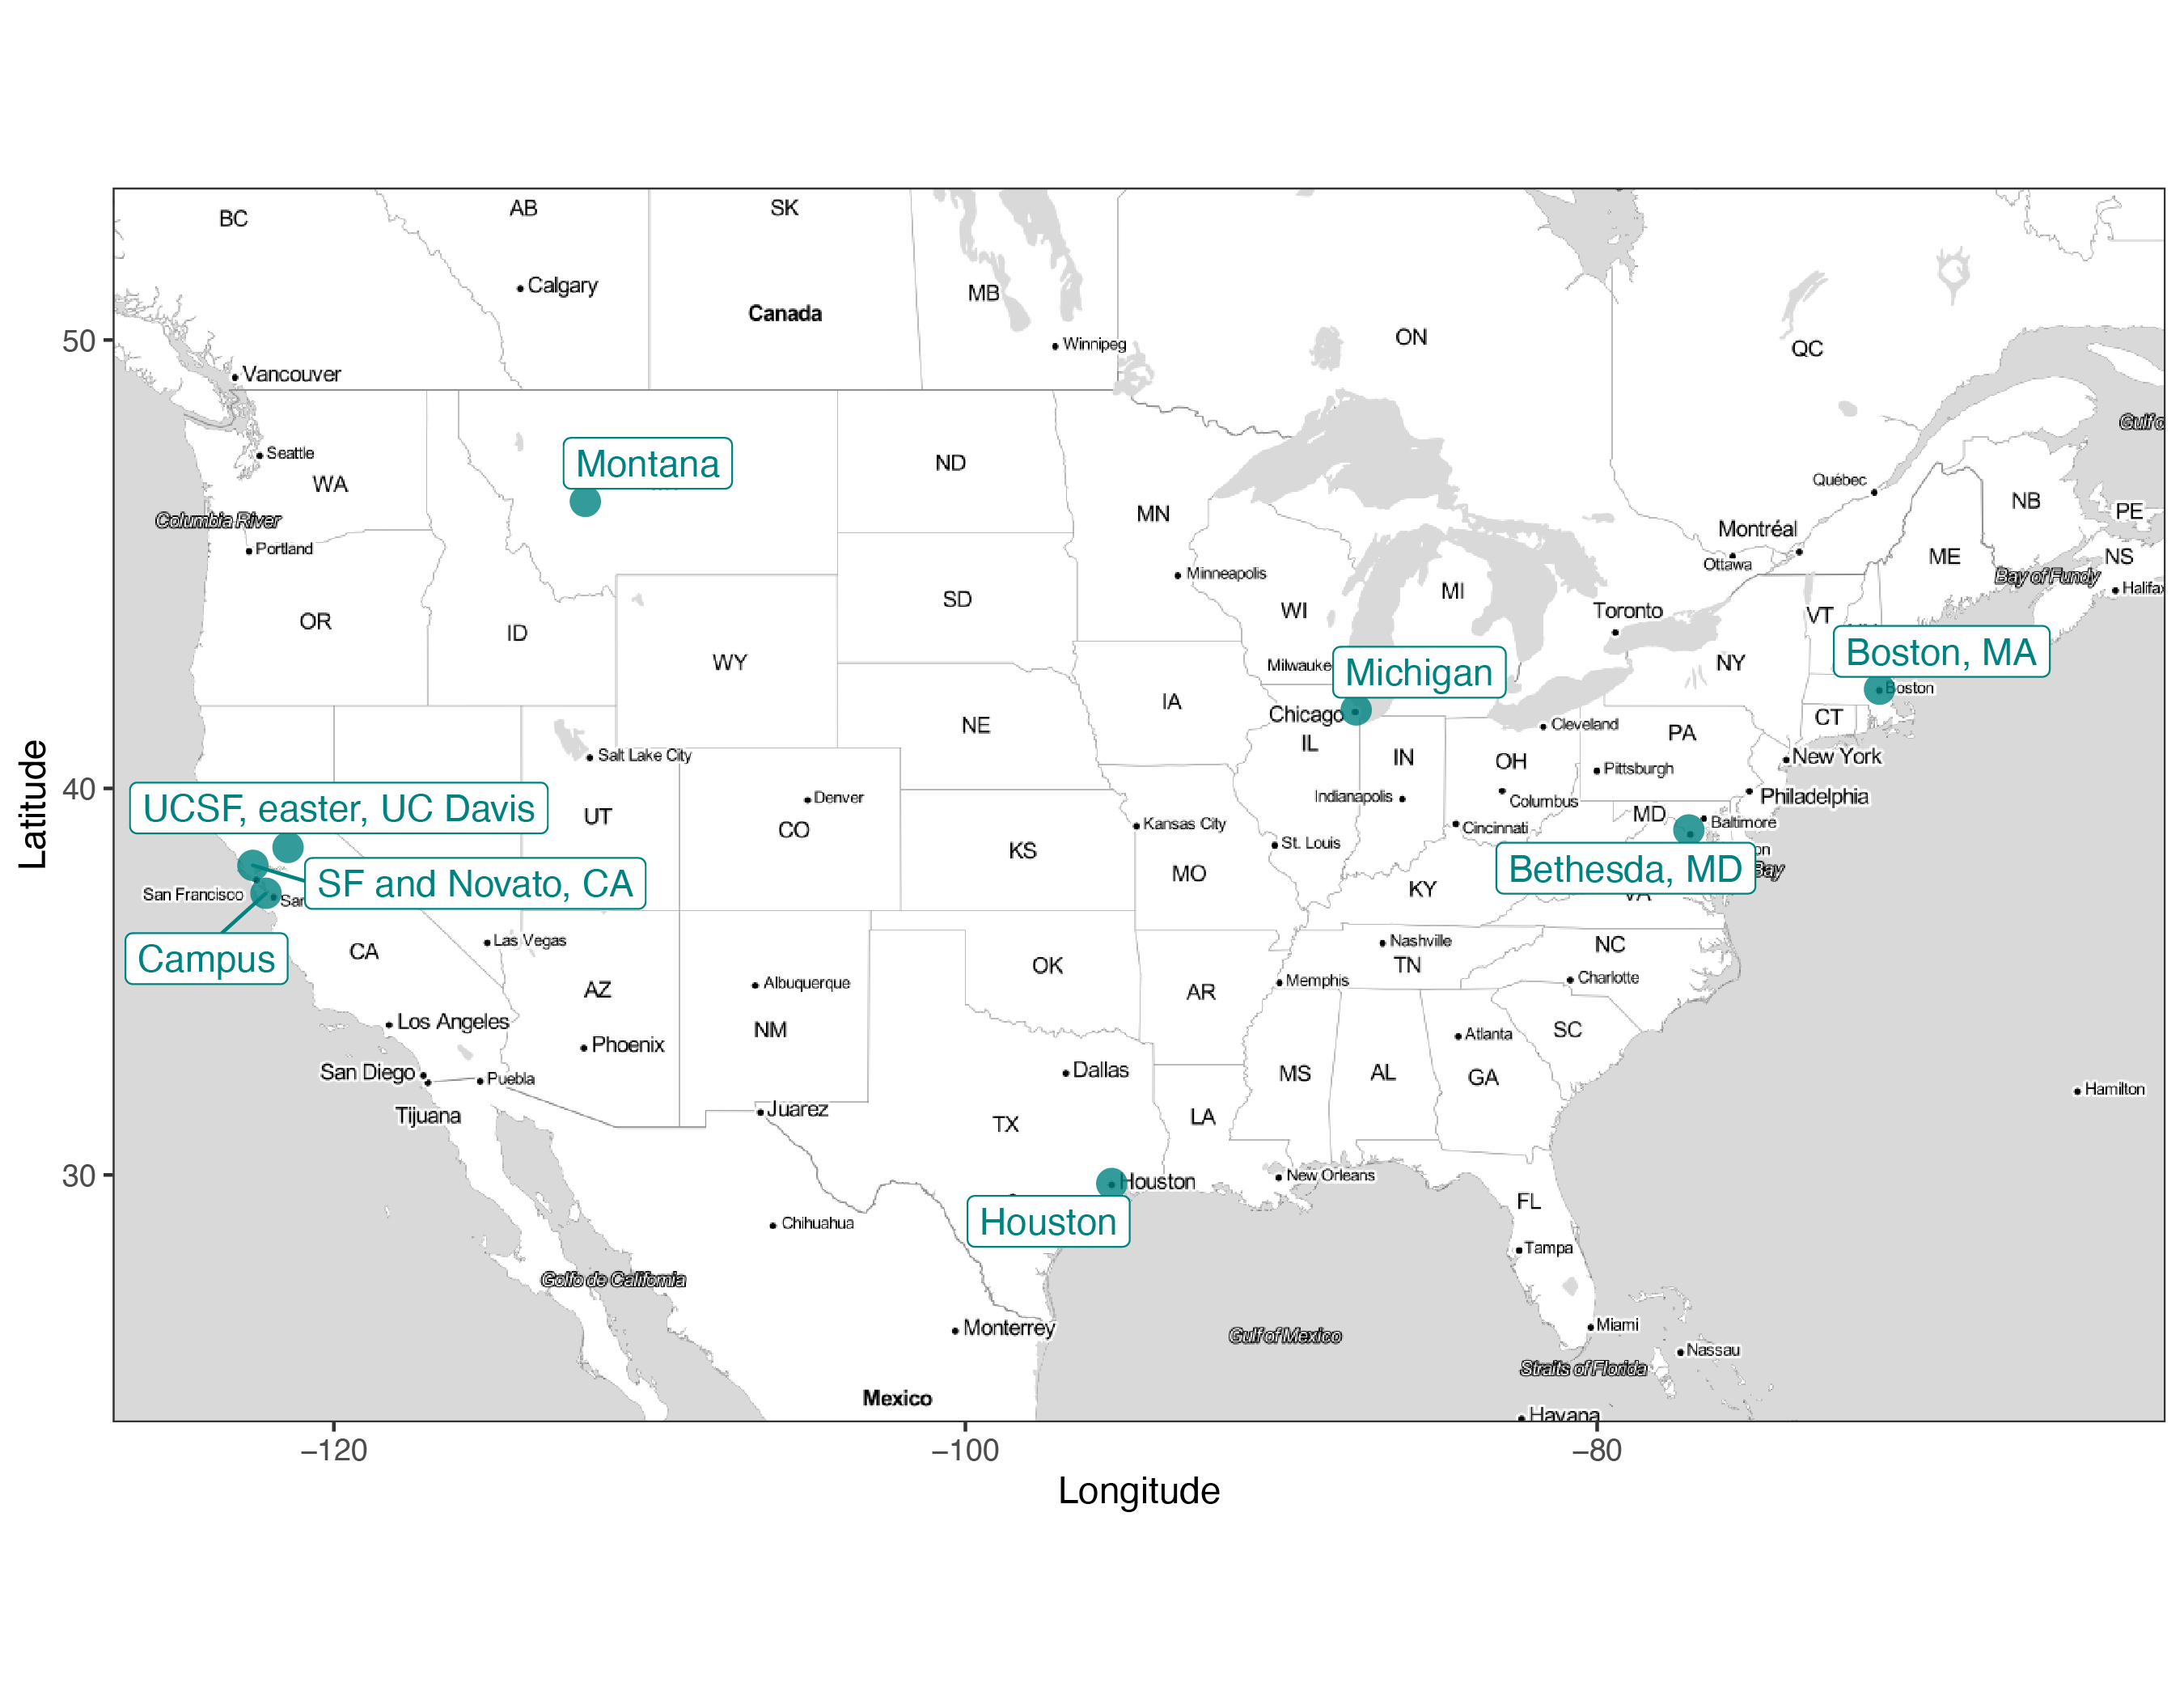 BC
AB
SK
Calgary
Canada
MB
Winnipeg
ON
QC
50
Vancouver
Seattle
WA
Montana
ND
MN
Québec
NB
PE
Columbia River
Portland
Montréal
Ottawa
ME
NS
Bay of Fundy
Halifax
Minneapolis
OR
ID
SD
WI
MI
Toronto
VT
WY
Milwauke
Michigan
NY
Boston, MA
Boston
IA
Chicago
NE
IL
IN
OH
Cleveland
PA
CT
New York
Salt Lake City
Pittsburgh
40
Latitude
UCSF, easter, UC Davis
UT
Denver
CO
Indianapolis
Columbus
Philadelphia
MD
Baltimore
Kansas City
St. Louis
Cincinnati
KS
MO
KY
Bethesda, MD
on
Bay
VA
SF and Novato, CA
San Francisco
Sar
Campus
CA
Las Vegas
AZ
Albuquerque
NM
OK
AR
Nashville
TN
Memphis
NC
Charlotte
Los Angeles
Phoenix
San Diego
Puebla
Tijuana
Juarez
Dallas
TX
LA
MS
AL
Atlanta
GA
SC
Hamilton
30
Houston
Houston
New Orleans
FL
Chihuahua
Tampa
Golfo de California
Monterrey
Gulf of Mexico
Miami
Nassau
Straits of Florida
Mexico
Havana
−120
−100
−80
Longitude